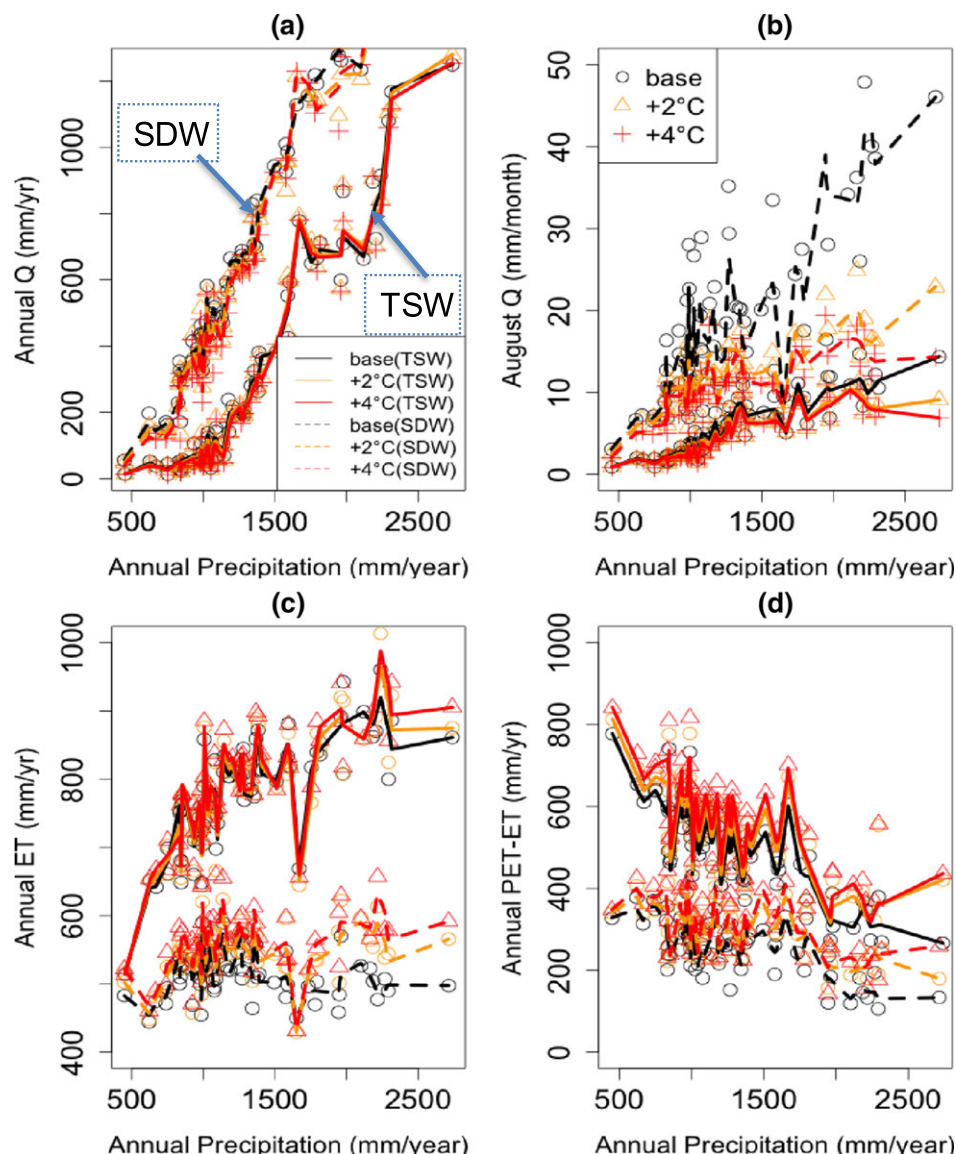 (a)
Annual Q (mm/yr)
0
200
600
1200
SDW
TSW
base(TSW)
+2°C(TSW)
+4°C(TSW)
base(SDW)
+2°C(SDW)
+4°C(SDW)
500
1500
2500
Annual Precipitation (mm/year)
(b)
August Q (mm/month)
0
10
20
30
40
50
base
+2°C
+4°C
500
1500
2500
Annual Precipitation (mm/year)
(c)
Annual ET (mm/yr)
400
600
800
1000
500
1500
2500
Annual Precipitation (mm/year)
(d)
Annual PET-ET (mm/yr)
0
200
400
600
800
1000
500
1500
2500
Annual Precipitation (mm/year)